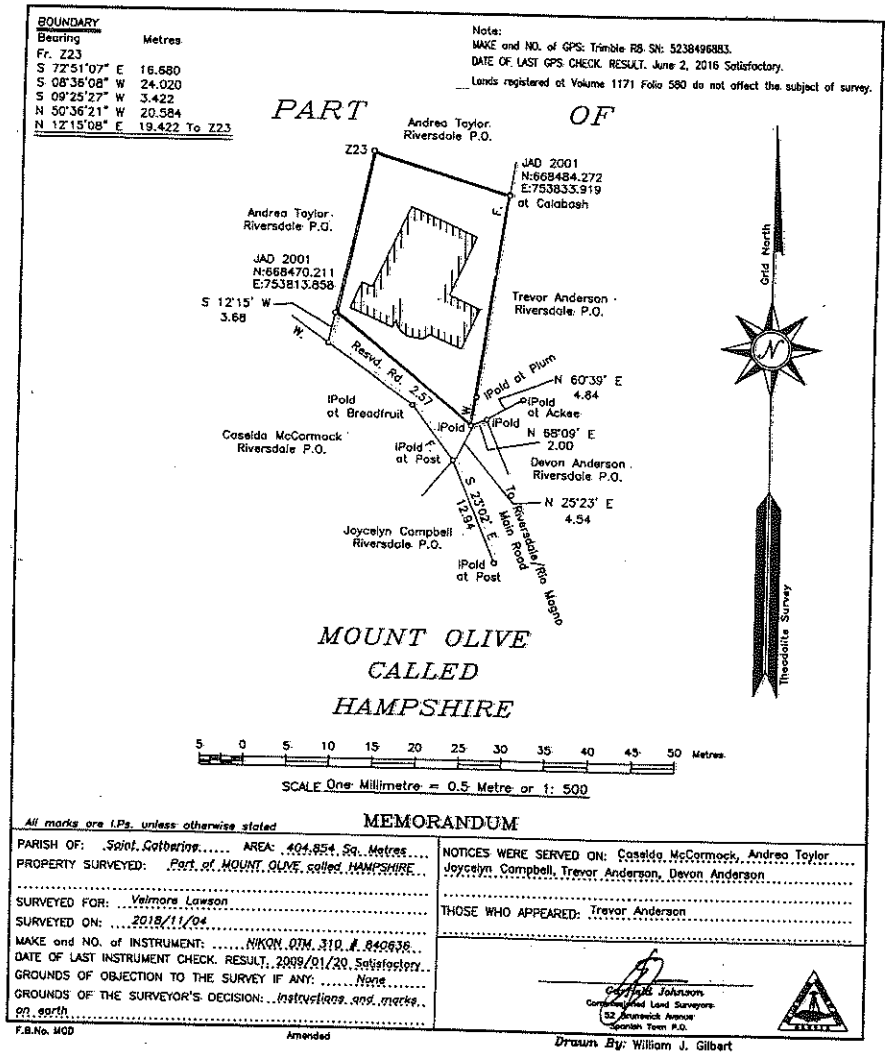 BOUNDARY
Bearing Metres
Fr. Z23
S 72°51'07" E 16.680
S 08°36'08" W 24.020
S 09°25'27" W 3.422
N 50°36'21" W 20.584
N 12°15'08" E 19.422 To Z23
Note:
MAKE and NO. of GPS: Trimble R8 SN: 5238496883.
DATE OF LAST GPS CHECK. RESULT. June 2, 2016 Satisfactory.
Lands registered at Volume 1171 Folio 580 do not affect the subject of survey.
PART OF
Andrea Taylor
Riversdale P.O.
Z23
JAD 2001
N:668484.272
E:753833.919
at Calabash
F.
Andrea Taylor
Riversdale P.O.
JAD 2001
N:668470.211
E:753813.858
S 12°15' W
3.68
W.
Trevor Anderson
Riversdale P.O.
Resvd. Rd. 2.57
IPold at Plum
W
N 60°39' E
4.84
IPold
at Ackee
IPold
at Breadfruit
IPold
IPold
N 68°09' E
2.00
Caselda McCormock
Riversdale P.O.
F.
IPold
at Post
Devon Anderson
Riversdale P.O.
S 23°02' E
12.94
To Riversdale/Rio Magno
Main Road
N 25°23' E
4.54
Joycelyn Campbell
Riversdale P.O.
IPold
at Post
Grid North
N
Theodolite Survey
MOUNT OLIVE
CALLED
HAMPSHIRE
5 0 5 10 15 20 25 30 35 40 45 50 Metres
SCALE One Millimetre = 0.5 Metre or 1: 500
All marks are I.Ps. unless otherwise stated
MEMORANDUM
PARISH OF: Saint Catherine AREA: 404.854 Sq. Metres
PROPERTY SURVEYED: Part of MOUNT OLIVE called HAMPSHIRE
SURVEYED FOR: Velmore Lawson
SURVEYED ON: 2018/11/04
MAKE and NO. of INSTRUMENT: NIKON DTM 310 # 840636
DATE OF LAST INSTRUMENT CHECK. RESULT. 2009/01/20 Satisfactory
GROUNDS OF OBJECTION TO THE SURVEY IF ANY: None
GROUNDS OF THE SURVEYOR'S DECISION: Instructions and marks
on earth
NOTICES WERE SERVED ON: Caselda McCormock, Andrea Taylor
Joycelyn Campbell, Trevor Anderson, Devon Anderson
THOSE WHO APPEARED: Trevor Anderson
Garfield Johnson
Commissioned Land Surveyors
52 Brunswick Avenue
Spanish Town P.O.
F.B.No. MOD
Amended
Drawn By: William J. Gilbert